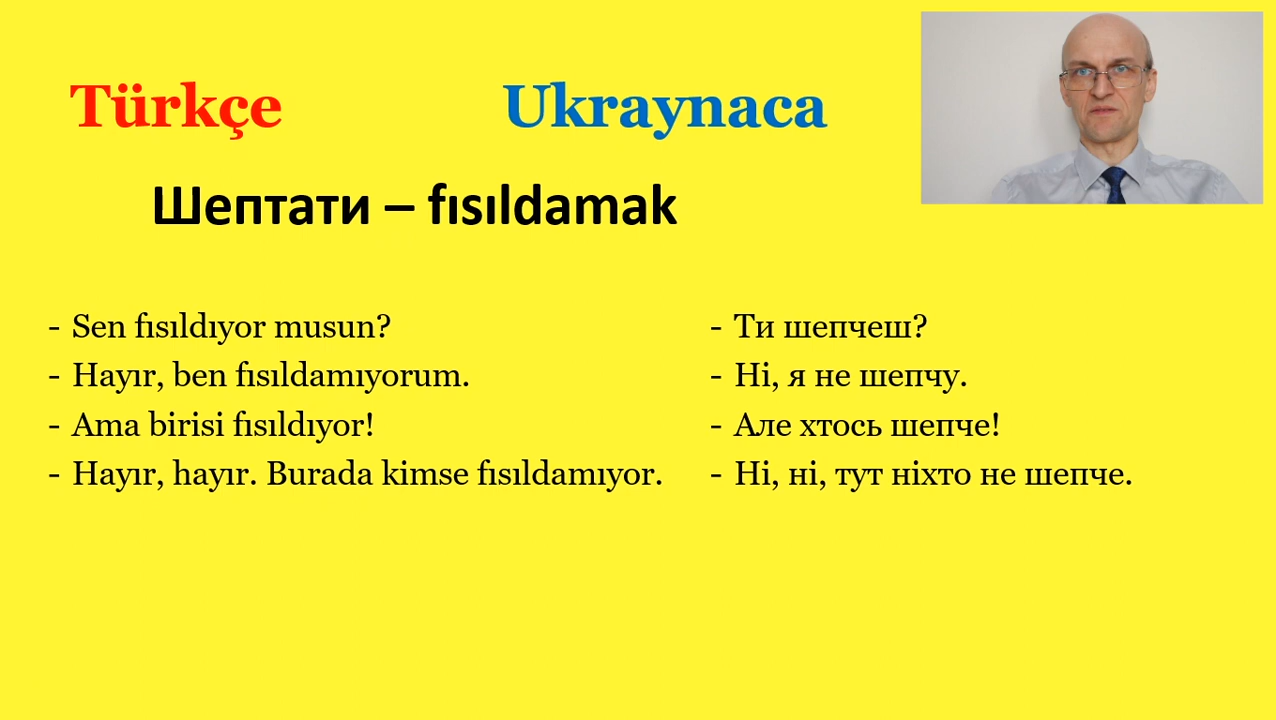 Türkçe
Ukraynaca
Шептати – fısıldamak
- Sen fısıldıyor musun?
- Hayır, ben fısıldamıyorum.
- Ama birisi fısıldıyor!
- Hayır, hayır. Burada kimse fısıldamıyor.
- Ти шепчеш?
- Ні, я не шепчу.
- Але хтось шепче!
- Ні, ні, тут ніхто не шепче.